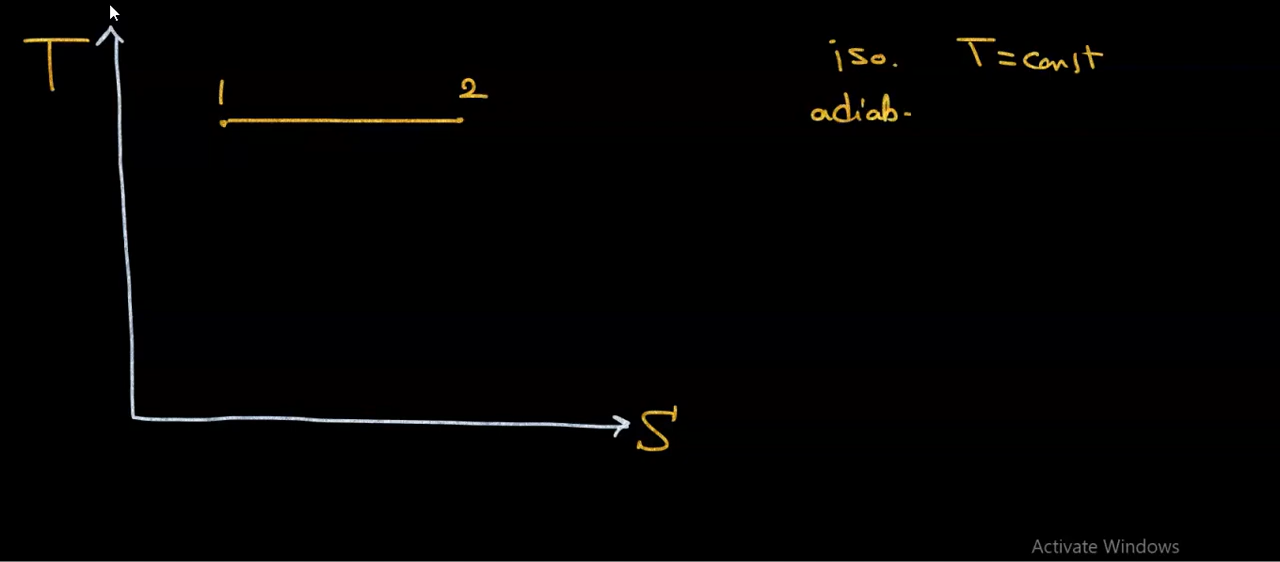 T
1 2
iso. T = const
adiab.
S
Activate Windows